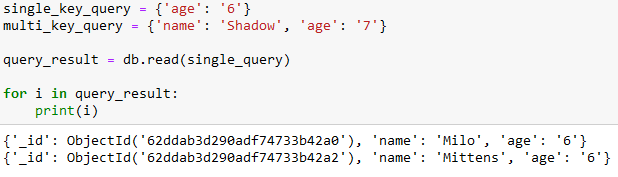 single_key_query = {'age': '6'}
multi_key_query = {'name': 'Shadow', 'age': '7'}
query_result = db.read(single_query)
for i in query_result:
    print(i)
{'_id': ObjectId('62ddab3d290adf74733b42a0'), 'name': 'Milo', 'age': '6'}
{'_id': ObjectId('62ddab3d290adf74733b42a2'), 'name': 'Mittens', 'age': '6'}